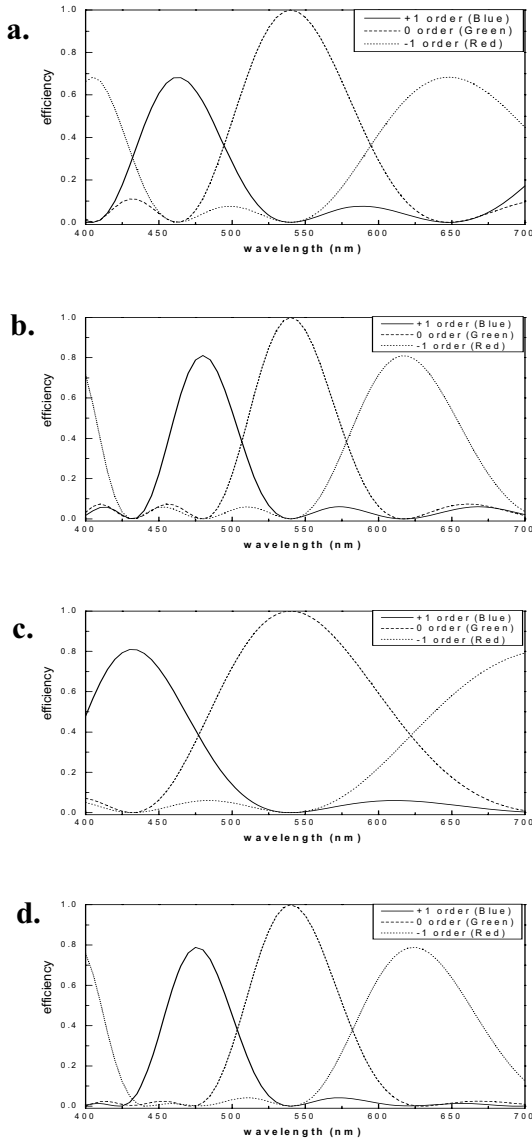 a.
1.0
0.8
0.6
0.4
0.2
0.0
efficiency
+1 order (Blue)
0 order (Green)
-1 order (Red)
400 450 500 550 600 650 700
wavelength (nm)
b.
1.0
0.8
0.6
0.4
0.2
0.0
efficiency
+1 order (Blue)
0 order (Green)
-1 order (Red)
400 450 500 550 600 650 700
wavelength (nm)
c.
1.0
0.8
0.6
0.4
0.2
0.0
efficiency
+1 order (Blue)
0 order (Green)
-1 order (Red)
400 450 500 550 600 650 700
wavelength (nm)
d.
1.0
0.8
0.6
0.4
0.2
0.0
efficiency
+1 order (Blue)
0 order (Green)
-1 order (Red)
400 450 500 550 600 650 700
wavelength (nm)